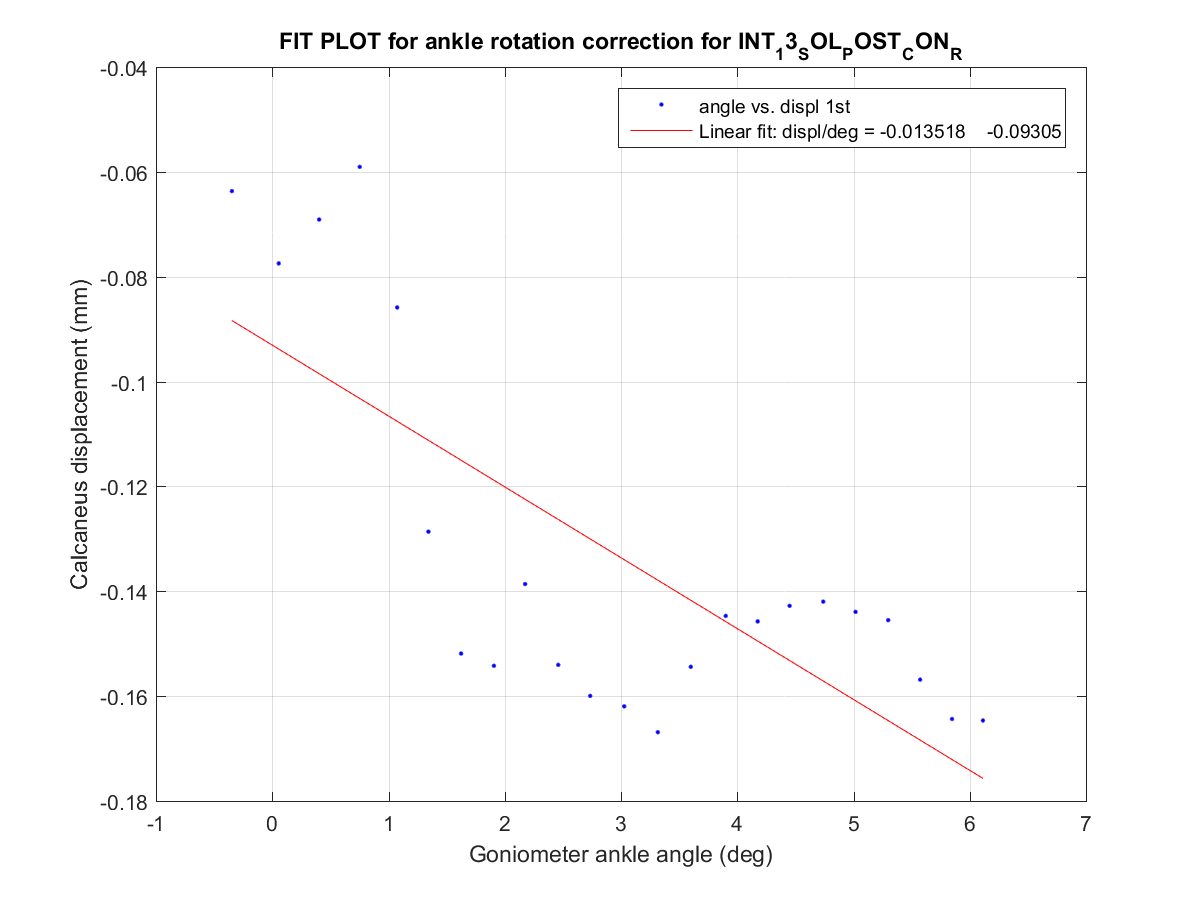 FIT PLOT for ankle rotation correction for INT₁3ₛOLₚOST_CON_R
angle vs. displ 1st
Linear fit: displ/deg = -0.013518 -0.09305
-0.04
-0.06
-0.08
-0.1
-0.12
-0.14
-0.16
-0.18
Calcaneus displacement (mm)
-1 0 1 2 3 4 5 6 7
Goniometer ankle angle (deg)